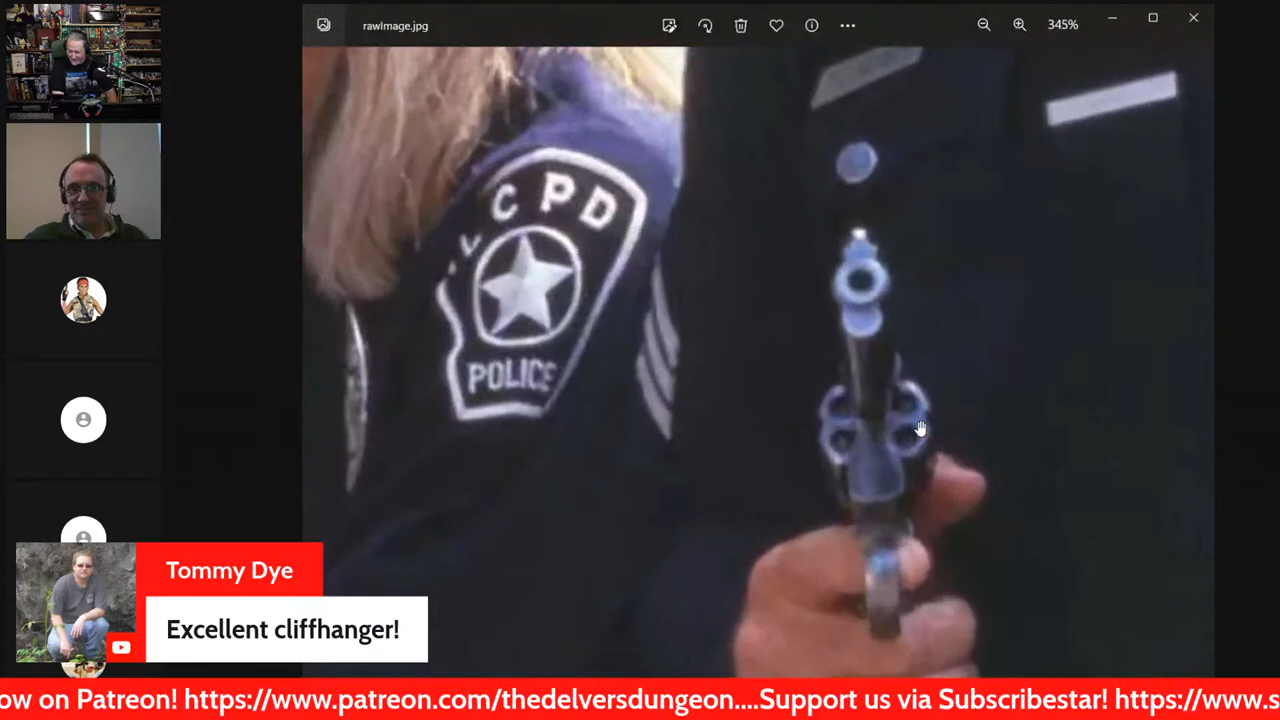 rawImage.jpg
345%
CPD
POLICE
Tommy Dye
Excellent cliffhanger!
ow on Patreon! https://www.patreon.com/thedelversdungeon....Support us via Subscribestar! https://www.s